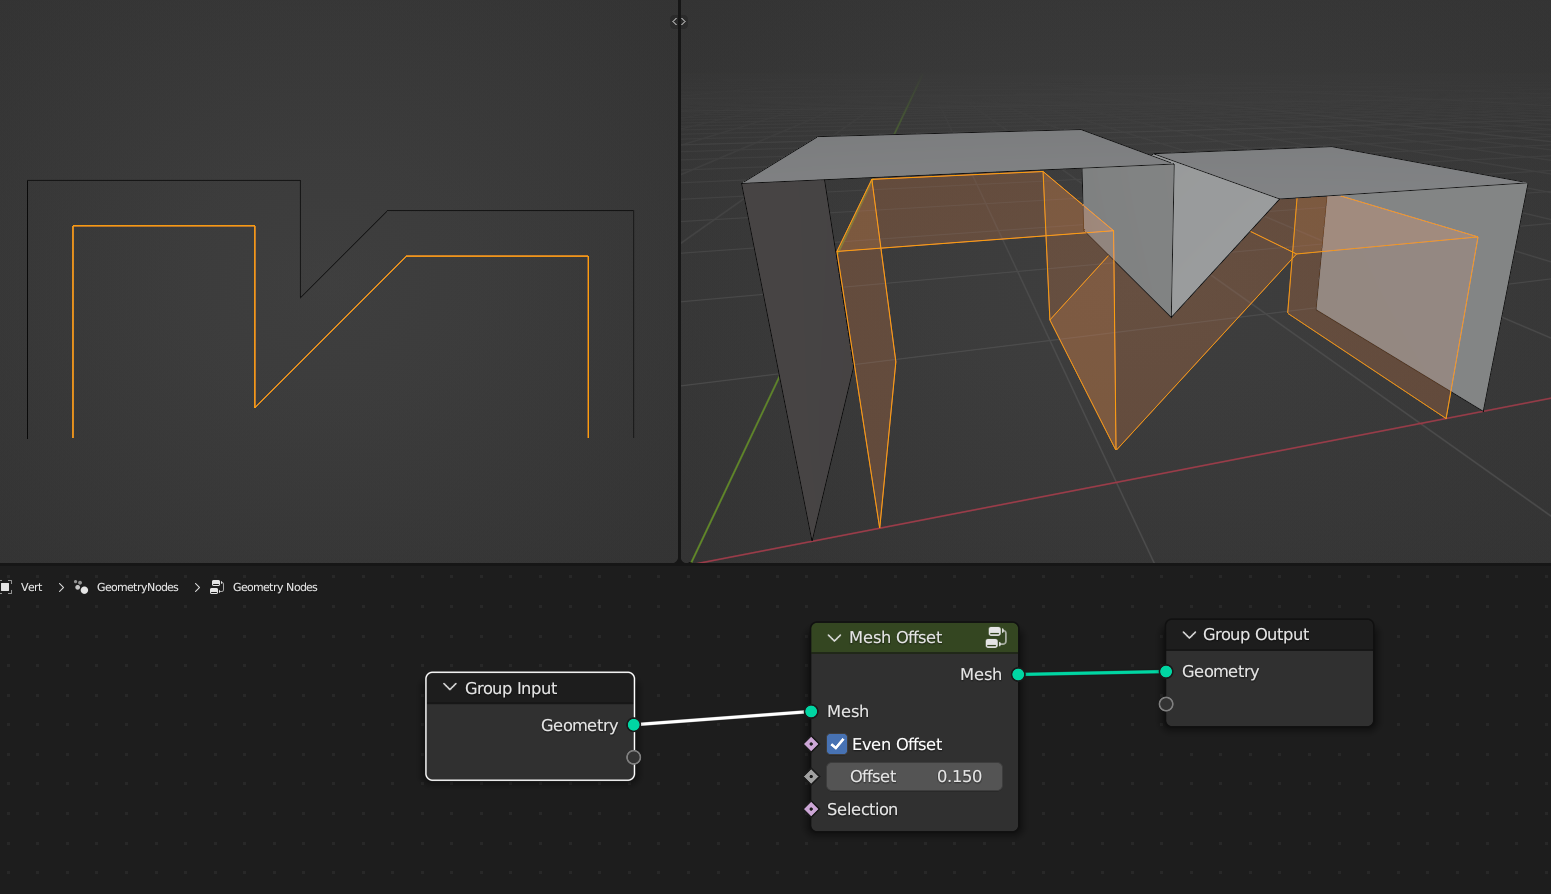 Vert > GeometryNodes > Geometry Nodes
Group Input
Geometry
Mesh Offset
Mesh
Mesh
Even Offset
Offset 0.150
Selection
Group Output
Geometry